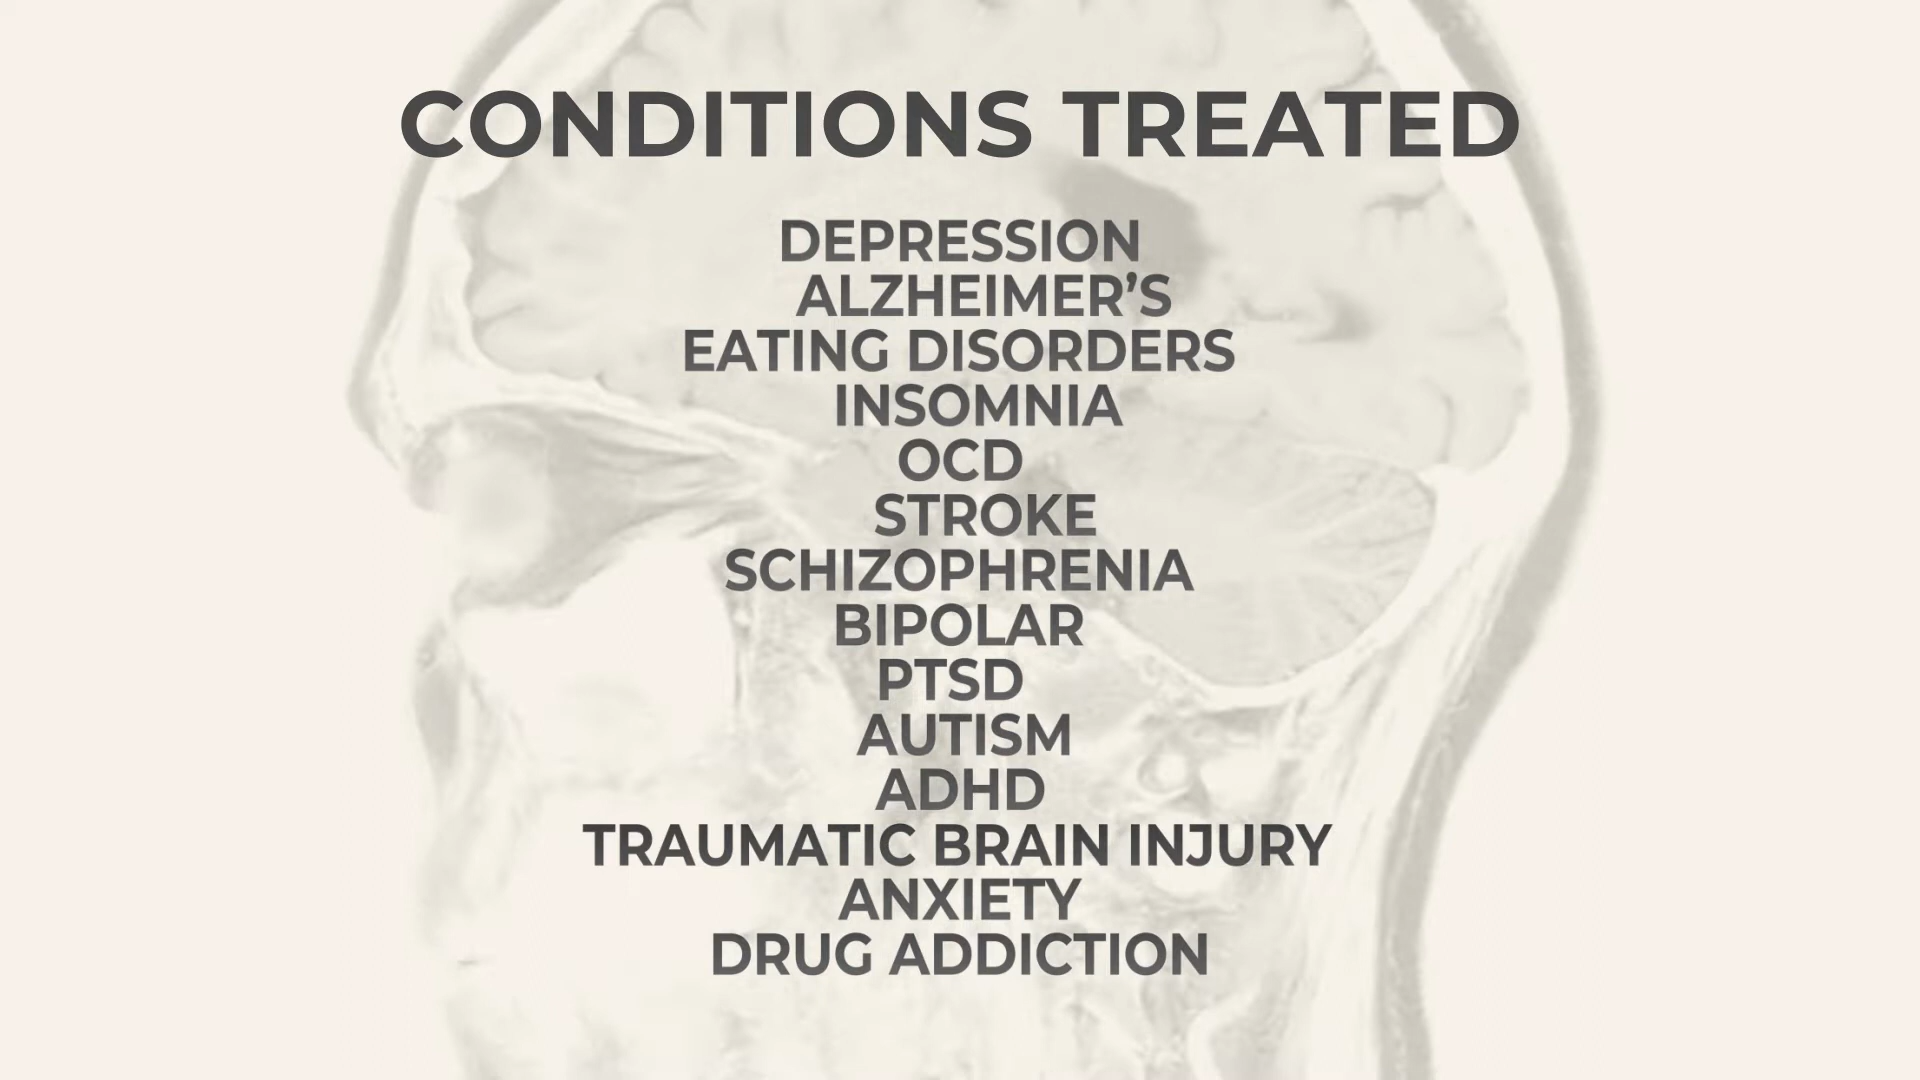 CONDITIONS TREATED
DEPRESSION
ALZHEIMER’S
EATING DISORDERS
INSOMNIA
OCD
STROKE
SCHIZOPHRENIA
BIPOLAR
PTSD
AUTISM
ADHD
TRAUMATIC BRAIN INJURY
ANXIETY
DRUG ADDICTION